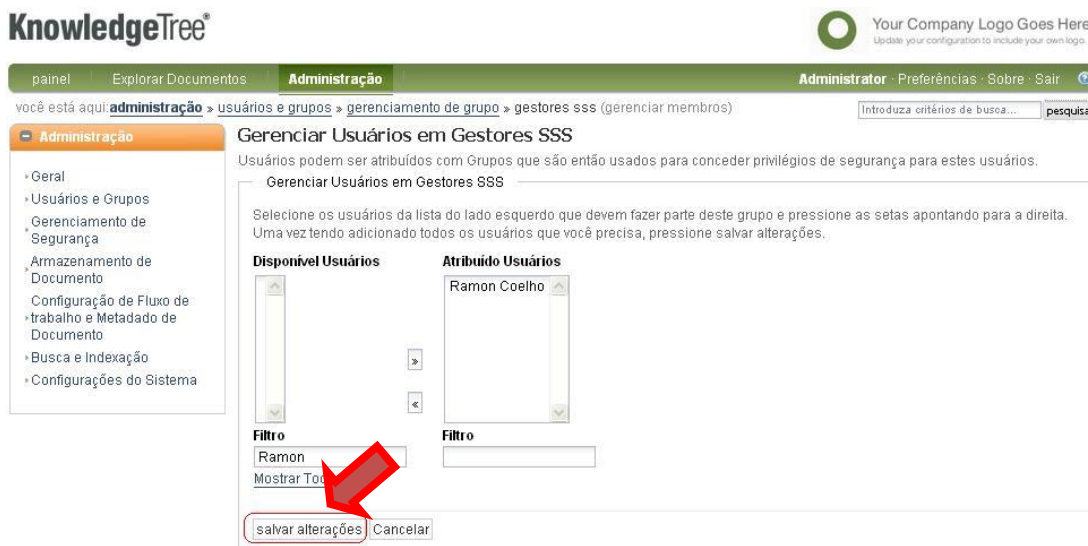 KnowledgeTree®
Your Company Logo Goes Here
Update your configuration to include your own logo.
painel Explorar Documentos Administração Administrator · Preferências · Sobre · Sair
você está aqui: administração » usuários e grupos » gerenciamento de grupo » gestores sss (gerenciar membros)
Introduza critérios de busca... pesquisa
Administração
Geral
Usuários e Grupos
Gerenciamento de
Segurança
Armazenamento de
Documento
Configuração de Fluxo de
trabalho e Metadado de
Documento
Busca e Indexação
Configurações do Sistema
Gerenciar Usuários em Gestores SSS
Usuários podem ser atribuídos com Grupos que são então usados para conceder privilégios de segurança para estes usuários.
Gerenciar Usuários em Gestores SSS
Selecione os usuários da lista do lado esquerdo que devem fazer parte deste grupo e pressione as setas apontando para a direita.
Uma vez tendo adicionado todos os usuários que você precisa, pressione salvar alterações.
Disponível Usuários Atribuído Usuários
Ramon Coelho
»
«
Filtro Filtro
Ramon
Mostrar
salvar alterações Cancelar